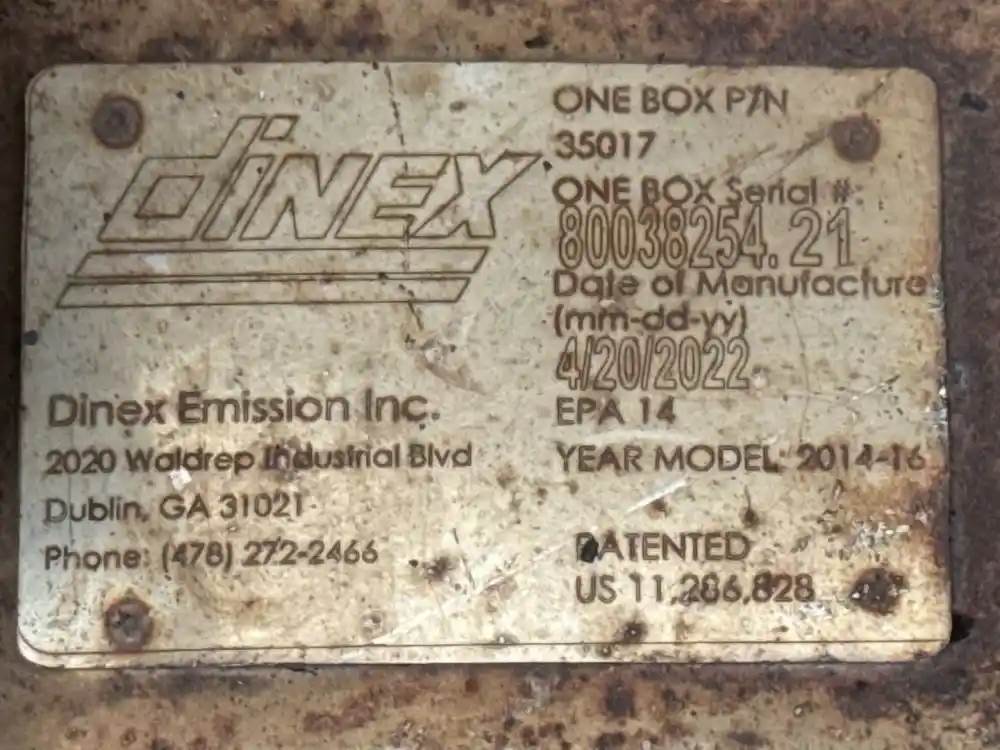 DINEX
Dinex Emission Inc.
2020 Waldrep Industrial Blvd
Dublin, GA 31021
Phone: (478) 272-2466
ONE BOX P/N
35017
ONE BOX Serial #:
80038254.21
Date of Manufacture
(mm-dd-yy)
4/20/2022
EPA 14
YEAR MODEL: 2014-16
PATENTED
US 11,286,828